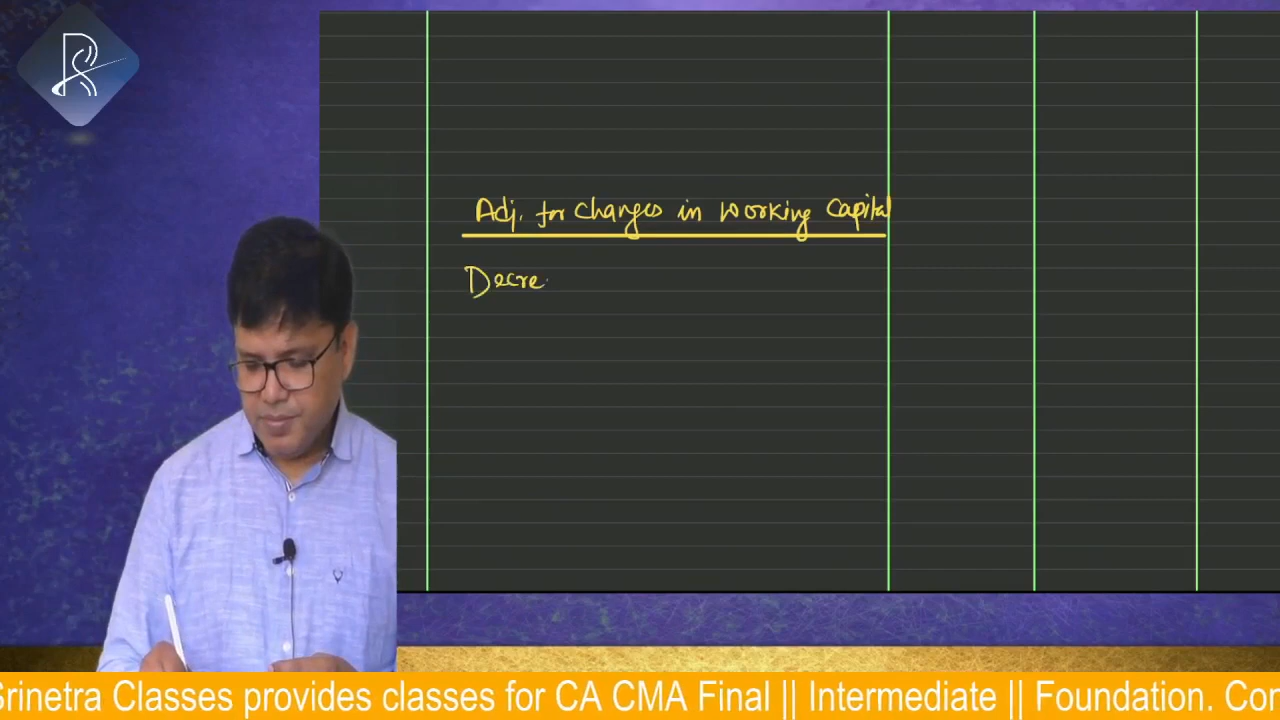 Adj. for changes in working capital
Decre
Srinetra Classes provides classes for CA CMA Final || Intermediate || Foundation. Con